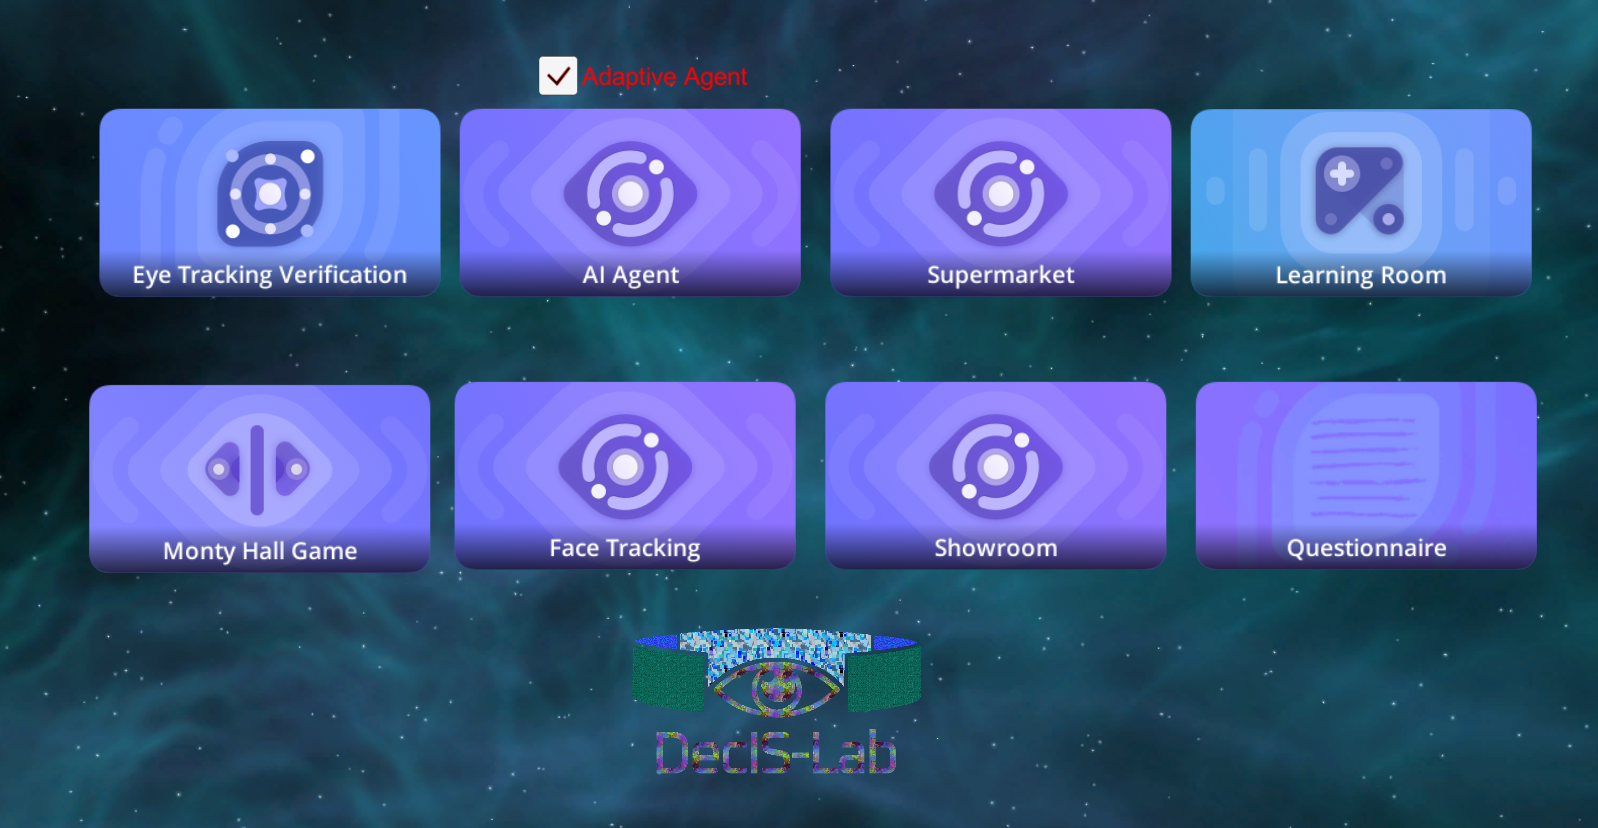 Adaptive Agent
Eye Tracking Verification
AI Agent
Supermarket
Learning Room
Monty Hall Game
Face Tracking
Showroom
Questionnaire
DecIS-Lab